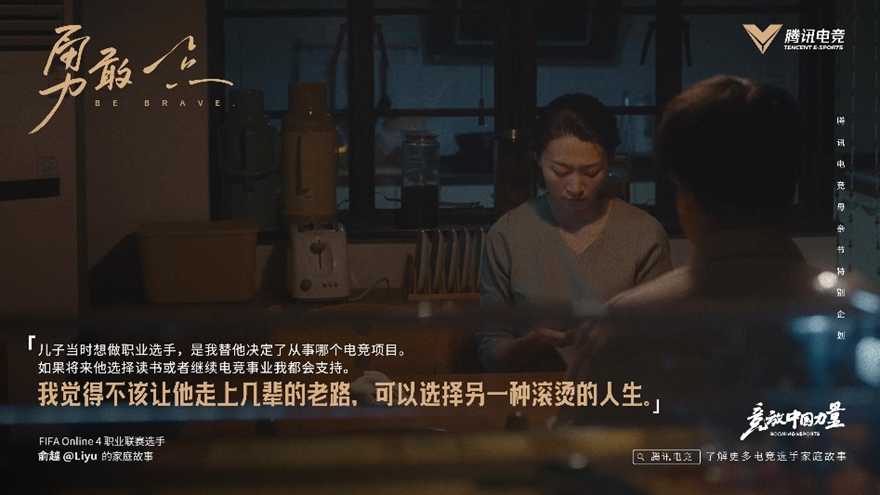 勇敢一点
BE BRAVE.
腾讯电竞
TENCENT E-SPORTS
腾讯电竞母亲节特别企划
「儿子当时想做职业选手，是我替他决定了从事哪个电竞项目。
如果将来他选择读书或者继续电竞事业我都会支持。
我觉得不该让他走上几辈的老路，可以选择另一种滚烫的人生。」
FIFA Online 4 职业联赛选手
俞越 @Liyu 的家庭故事
竞放中国力量
BOOMING ESPORTS
腾讯电竞 了解更多电竞选手家庭故事